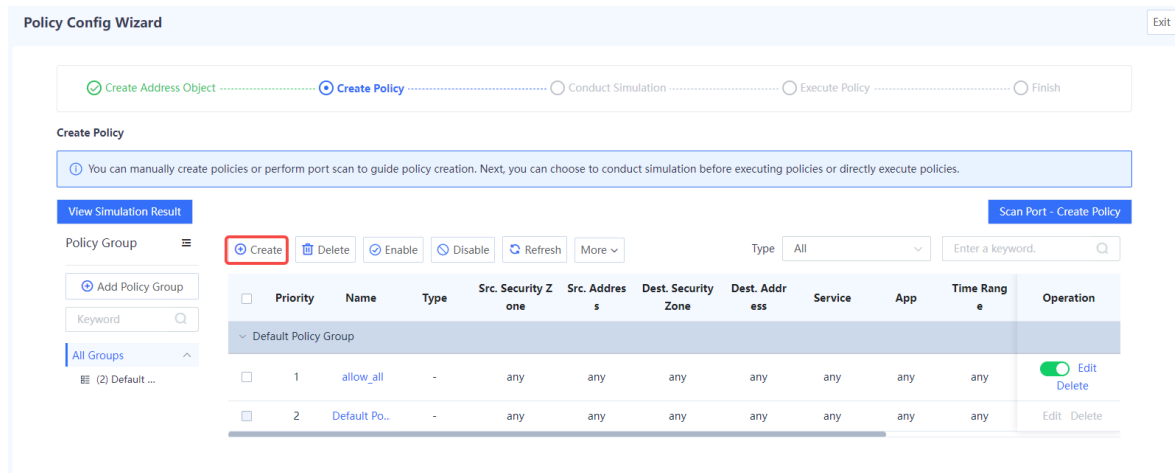 Policy Config Wizard
Exit
Create Address Object
Create Policy
Conduct Simulation
Execute Policy
Finish
Create Policy
You can manually create policies or perform port scan to guide policy creation. Next, you can choose to conduct simulation before executing policies or directly execute policies.
View Simulation Result
Scan Port - Create Policy
Policy Group
Create
Delete
Enable
Disable
Refresh
More
Type
All
Enter a keyword.
Add Policy Group
Keyword
All Groups
(2) Default ...
Priority Name Type Src. Security Z Src. Addres Dest. Security Dest. Addr Service App Time Rang Operation
one s Zone ess e
Default Policy Group
1 allow_all - any any any any any any any Edit
Delete
2 Default Po.. - any any any any any any any Edit Delete